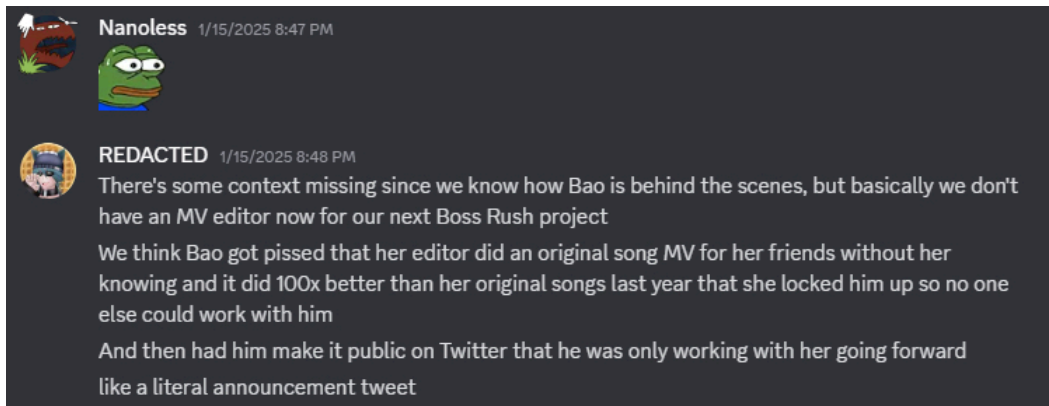 Nanoless 1/15/2025 8:47 PM
REDACTED 1/15/2025 8:48 PM
There's some context missing since we know how Bao is behind the scenes, but basically we don't
have an MV editor now for our next Boss Rush project
We think Bao got pissed that her editor did an original song MV for her friends without her
knowing and it did 100x better than her original songs last year that she locked him up so no one
else could work with him
And then had him make it public on Twitter that he was only working with her going forward
like a literal announcement tweet